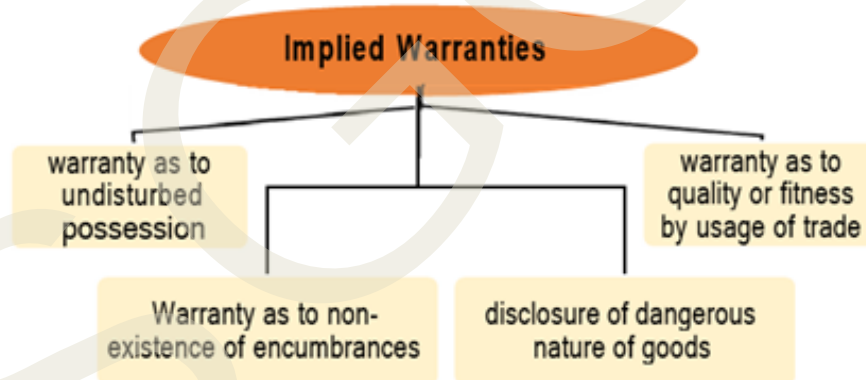 Implied Warranties
warranty as to
undisturbed
possession
warranty as to
quality or fitness
by usage of trade
Warranty as to non-
existence of encumbrances
disclosure of dangerous
nature of goods